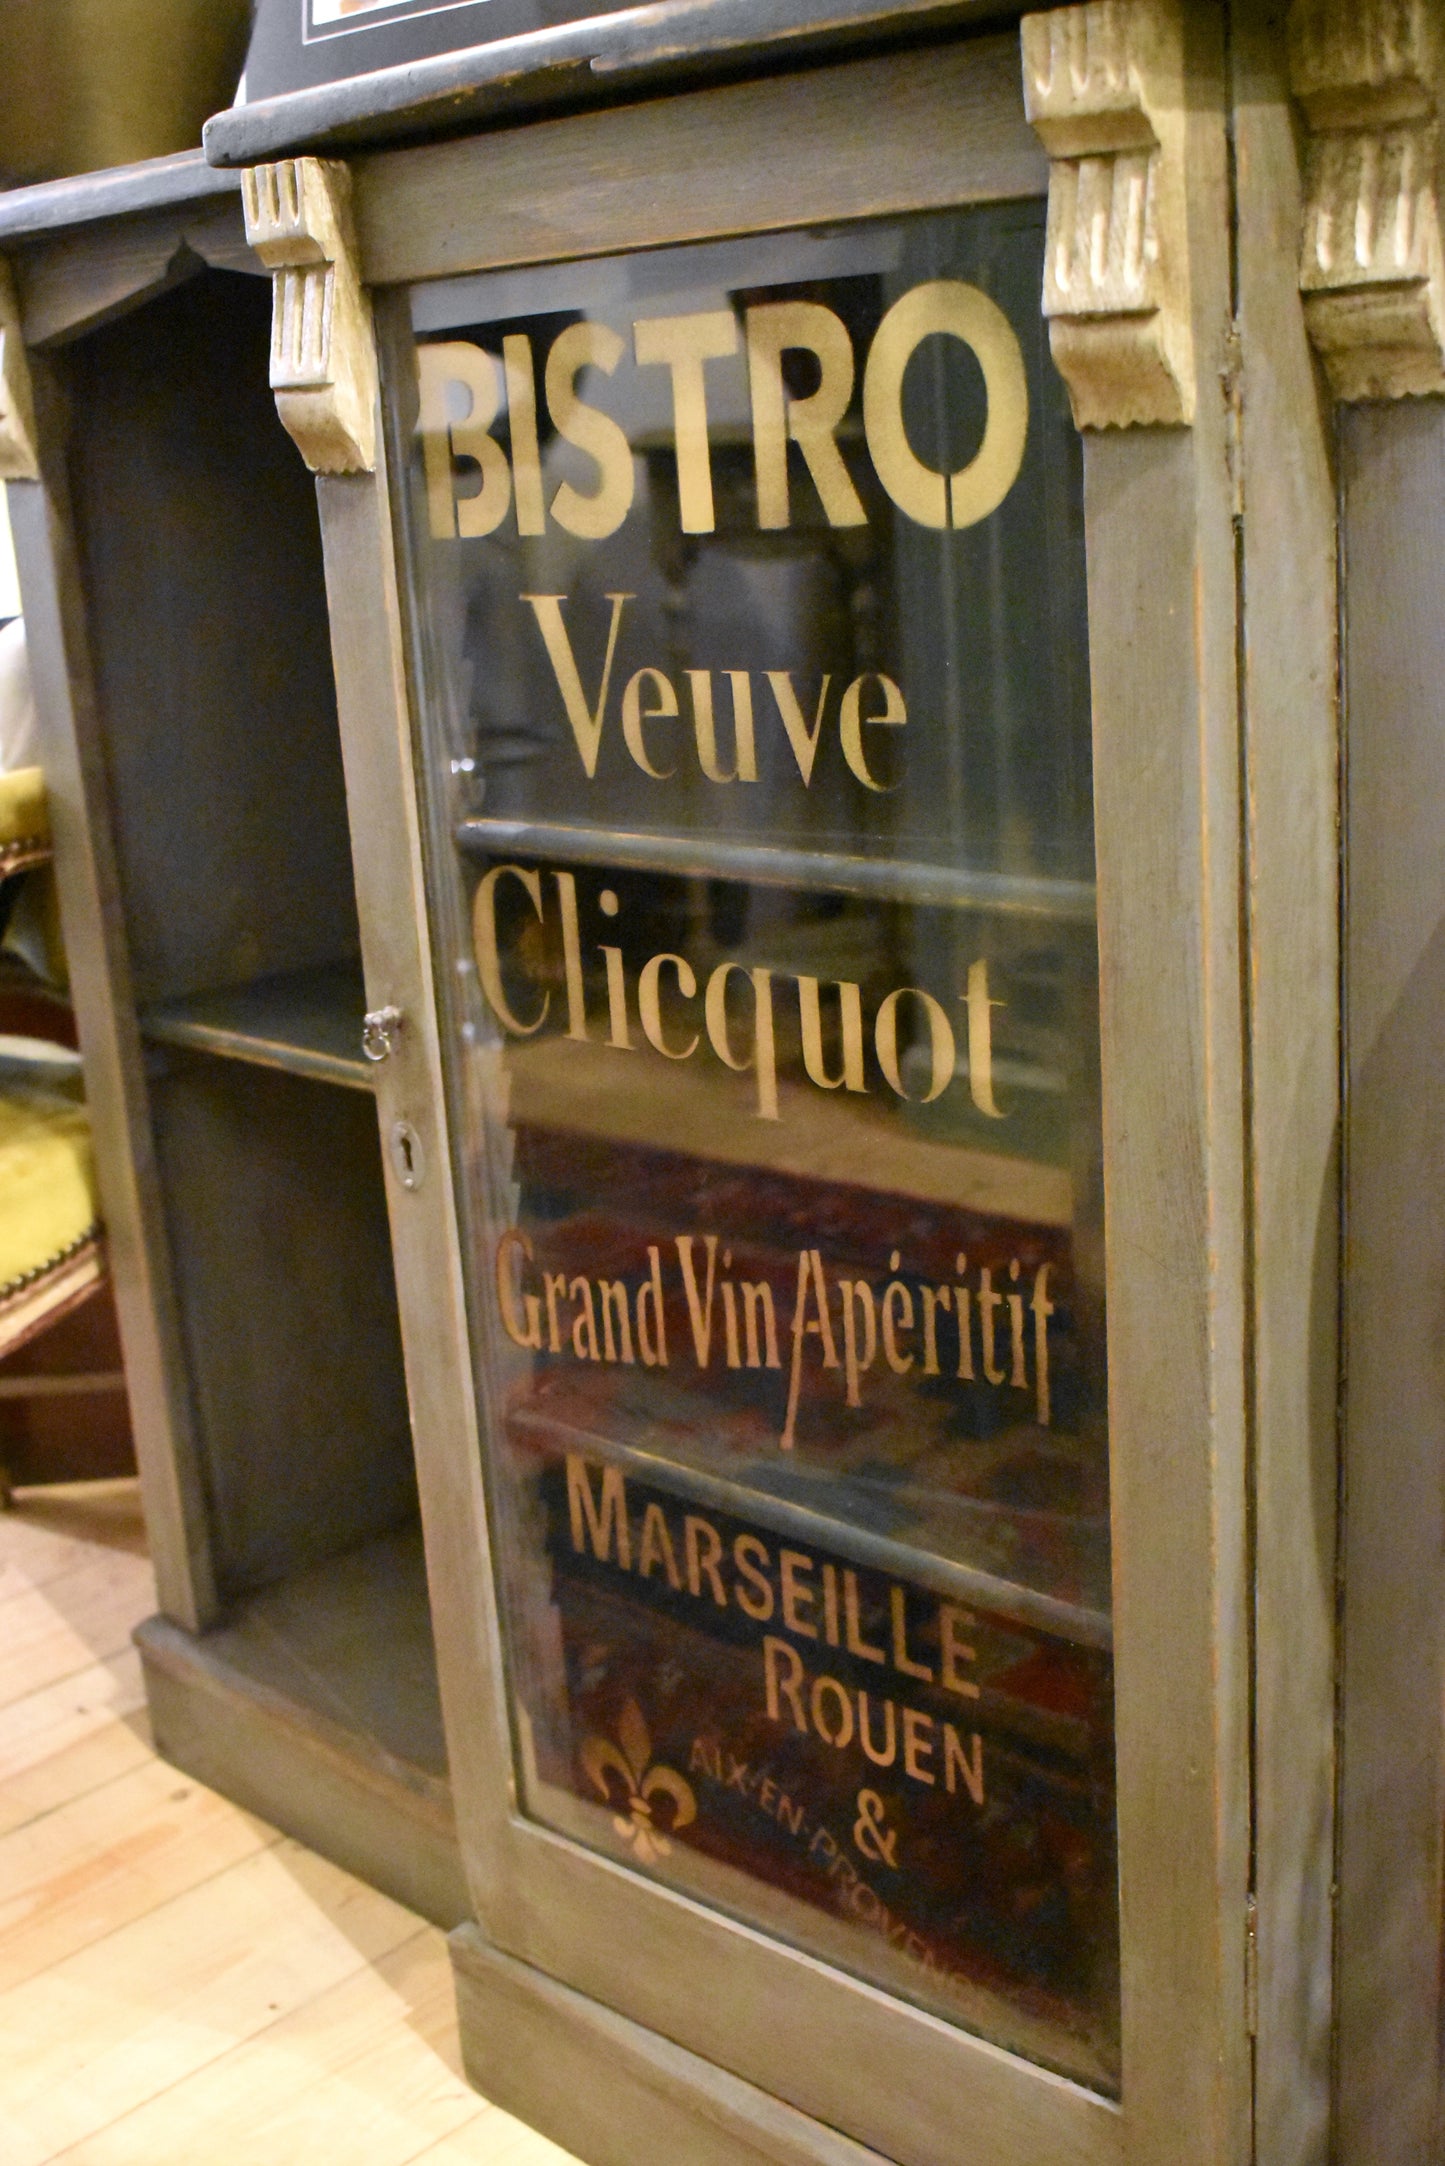 BISTRO
Veuve
Clicquot
Grand Vin Apéritif
MARSEILLE
ROUEN
&
AIX·EN·PROVENCE